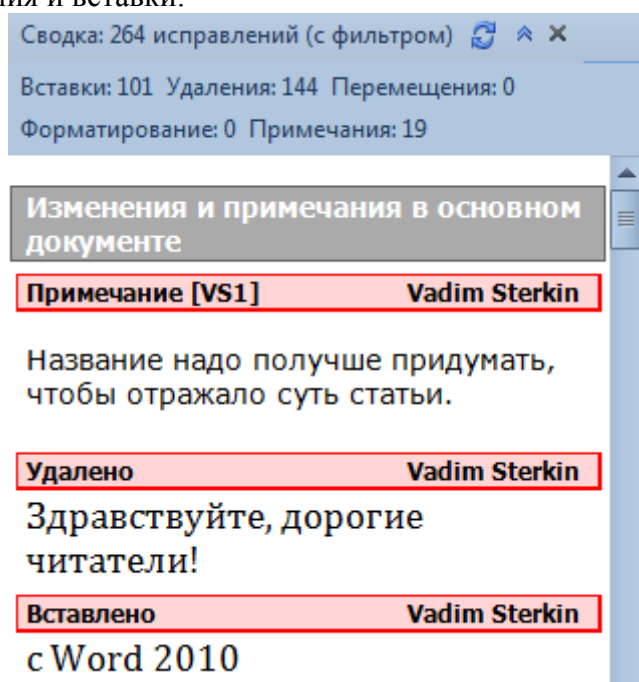 ния и вставки.
Сводка: 264 исправлений (с фильтром)
Вставки: 101 Удаления: 144 Перемещения: 0
Форматирование: 0 Примечания: 19
Изменения и примечания в основном
документе
Примечание [VS1] Vadim Sterkin
Название надо получше придумать,
чтобы отражало суть статьи.
Удалено Vadim Sterkin
Здравствуйте, дорогие
читатели!
Вставлено Vadim Sterkin
с Word 2010